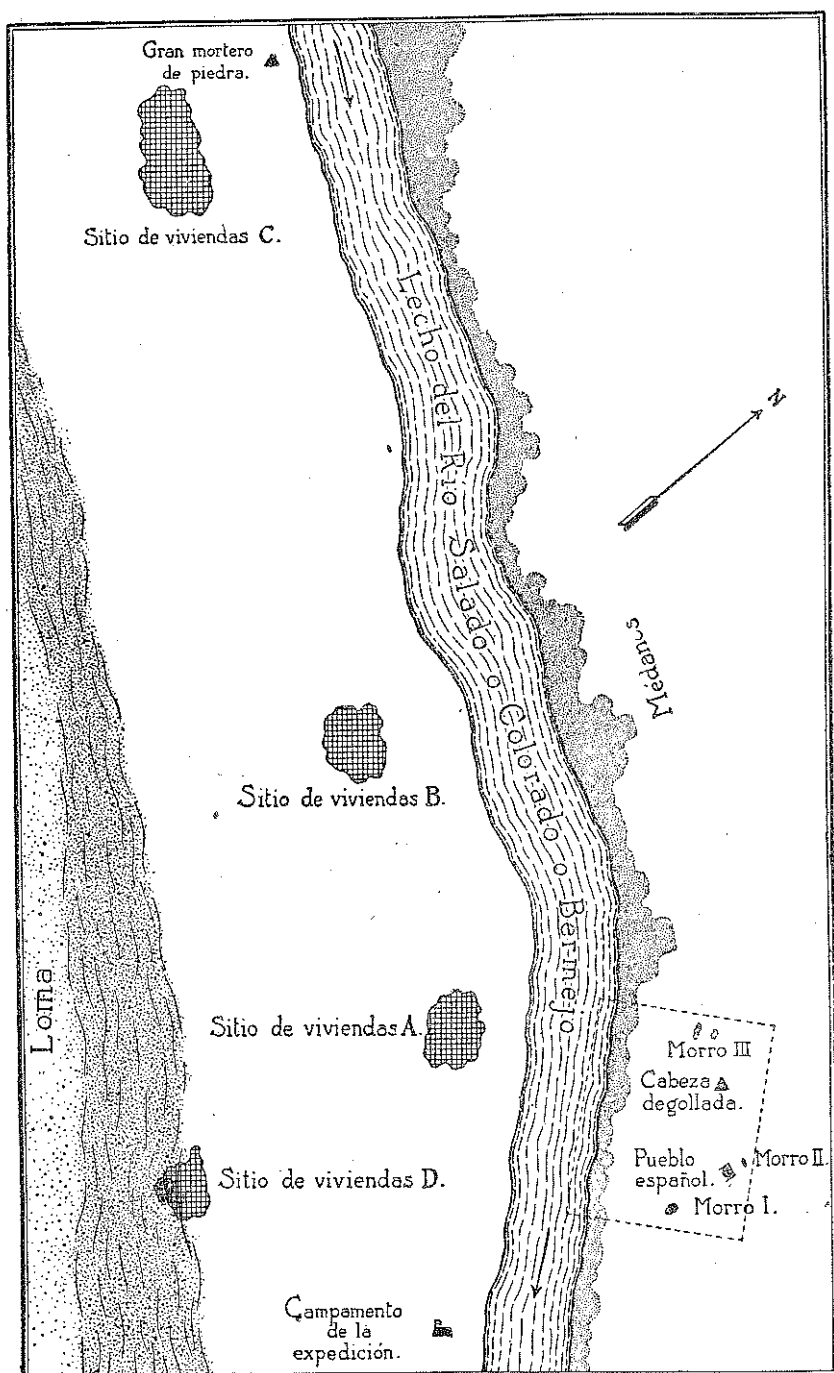 Gran mortero
de piedra.
Sitio de viviendas C.
Lecho del Rio Salado o Colorado o Bermejo
N
Médanos
Sitio de viviendas B.
Loma
Sitio de viviendas A.
Morro III
Cabeza
degollada.
Pueblo
español.
Morro II.
Morro I.
Sitio de viviendas D.
Campamento
de la
expedición.